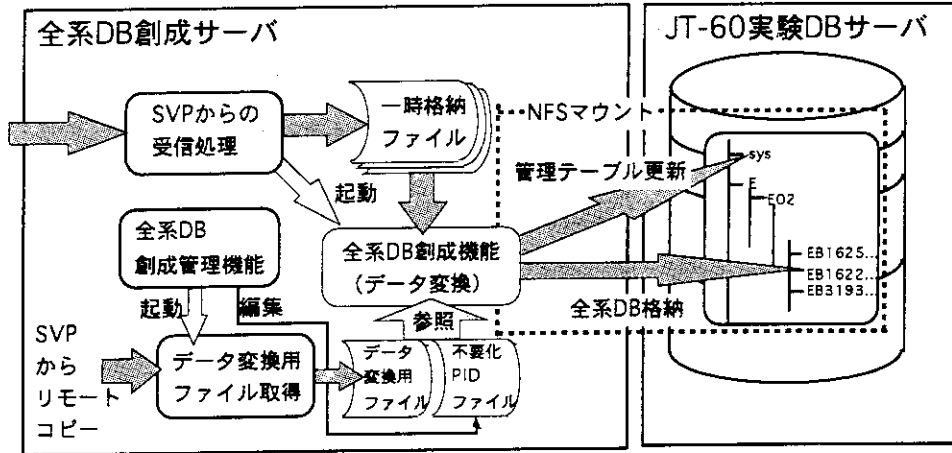 全系DB創成サーバ
JT-60実験DBサーバ
SVPからの
受信処理
一時格納
ファイル
NFSマウント
起動
管理テーブル更新
sys
E
E02
EB1625...
EB1622...
EB3193...
全系DB
創成管理機能
全系DB創成機能
(データ変換)
全系DB格納
起動
編集
参照
SVP
から
リモート
コピー
データ変換用
ファイル取得
データ
変換用
ファイル
不要化
PID
ファイル